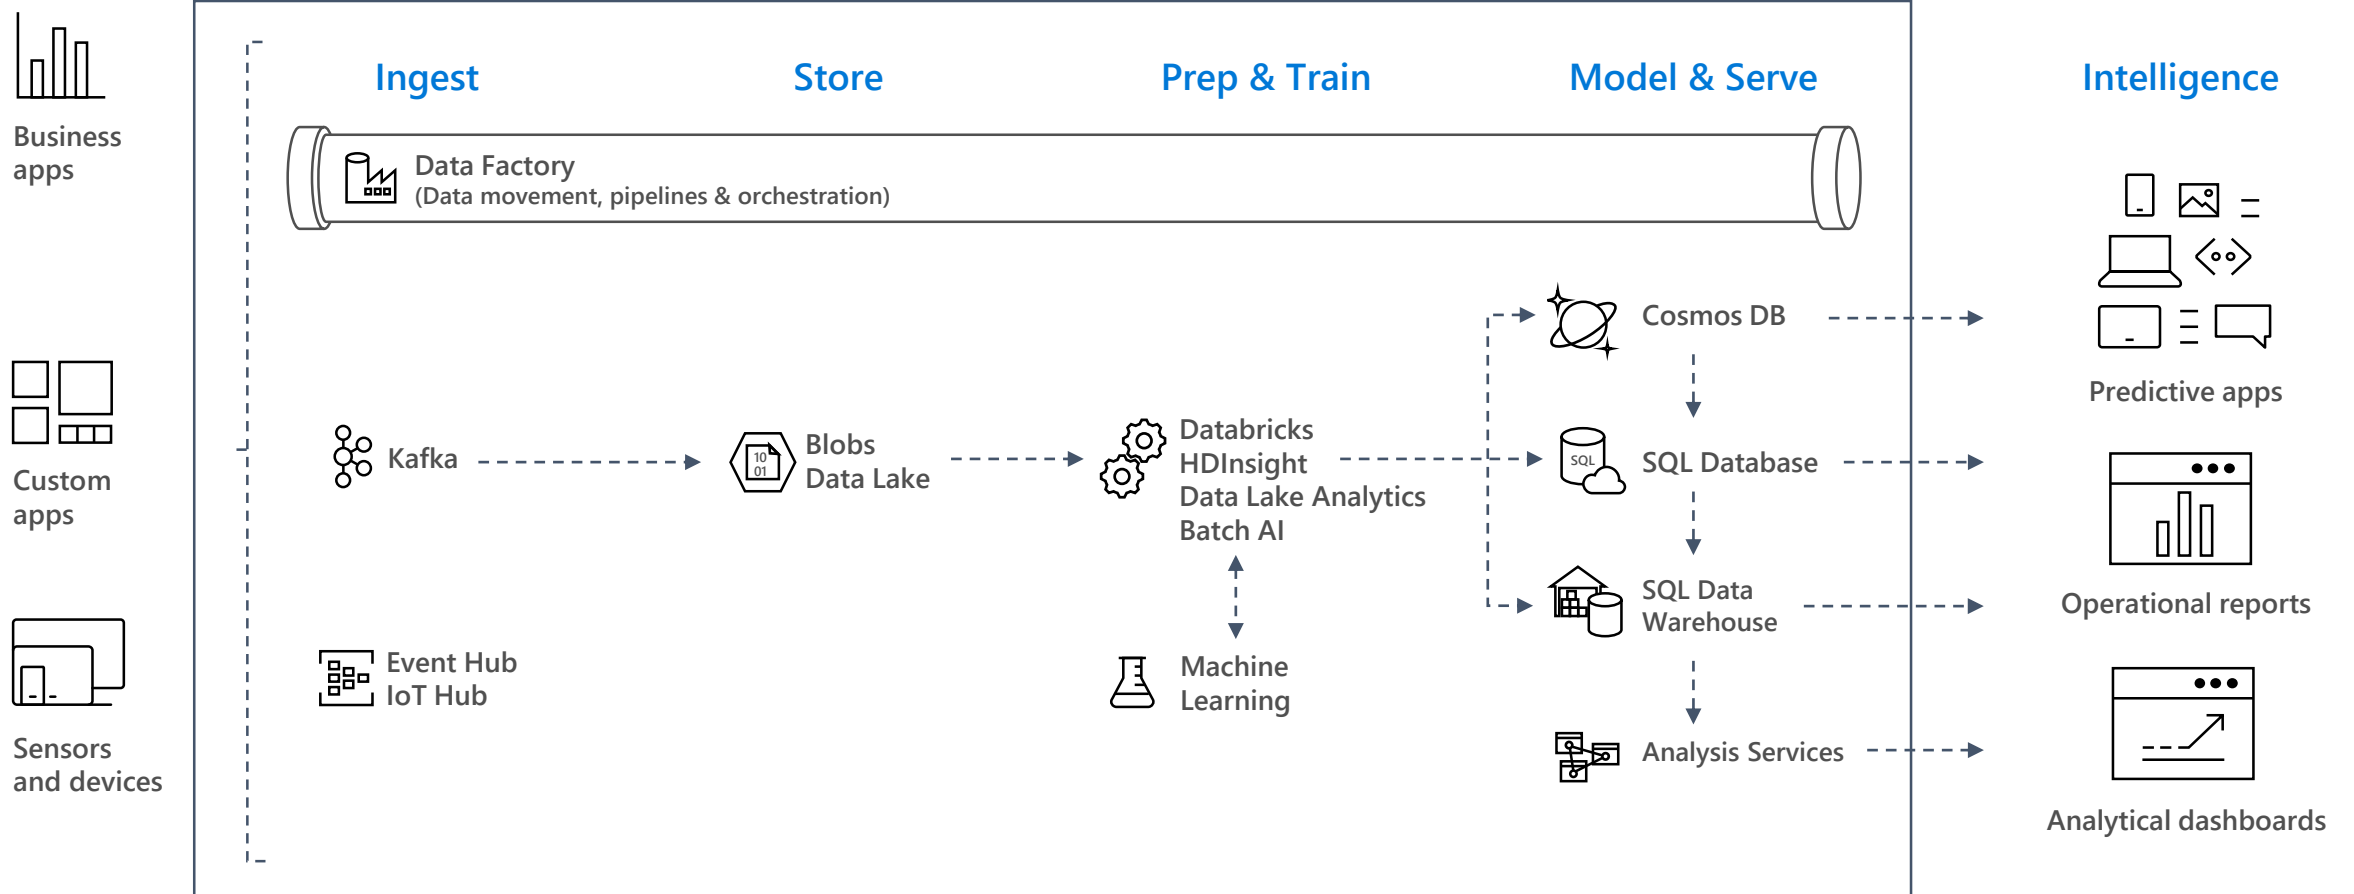 Business
apps
Custom
apps
Sensors
and devices
Ingest
Store
Prep & Train
Model & Serve
Intelligence
Data Factory
(Data movement, pipelines & orchestration)
Kafka
Event Hub
IoT Hub
10
01
Blobs
Data Lake
Databricks
HDInsight
Data Lake Analytics
Batch AI
Machine
Learning
Cosmos DB
SQL
SQL Database
SQL Data
Warehouse
Analysis Services
Predictive apps
Operational reports
Analytical dashboards